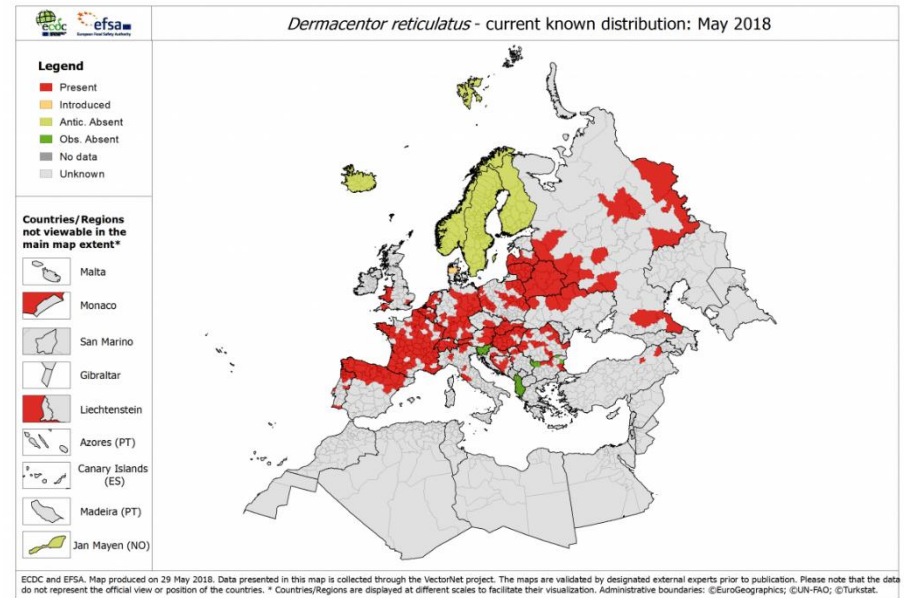 ecdc
efsa
European Food Safety Authority
Dermacentor reticulatus - current known distribution: May 2018
Legend
Present
Introduced
Antic. Absent
Obs. Absent
No data
Unknown
Countries/Regions
not viewable in the
main map extent*
Malta
Monaco
San Marino
Gibraltar
Liechtenstein
Azores (PT)
Canary Islands
(ES)
Madeira (PT)
Jan Mayen (NO)
ECDC and EFSA. Map produced on 29 May 2018. Data presented in this map is collected through the VectorNet project. The maps are validated by designated external experts prior to publication. Please note that the data
do not represent the official view or position of the countries. * Countries/Regions are displayed at different scales to facilitate their visualization. Administrative boundaries: ©EuroGeographics; ©UN-FAO; ©Turkstat.